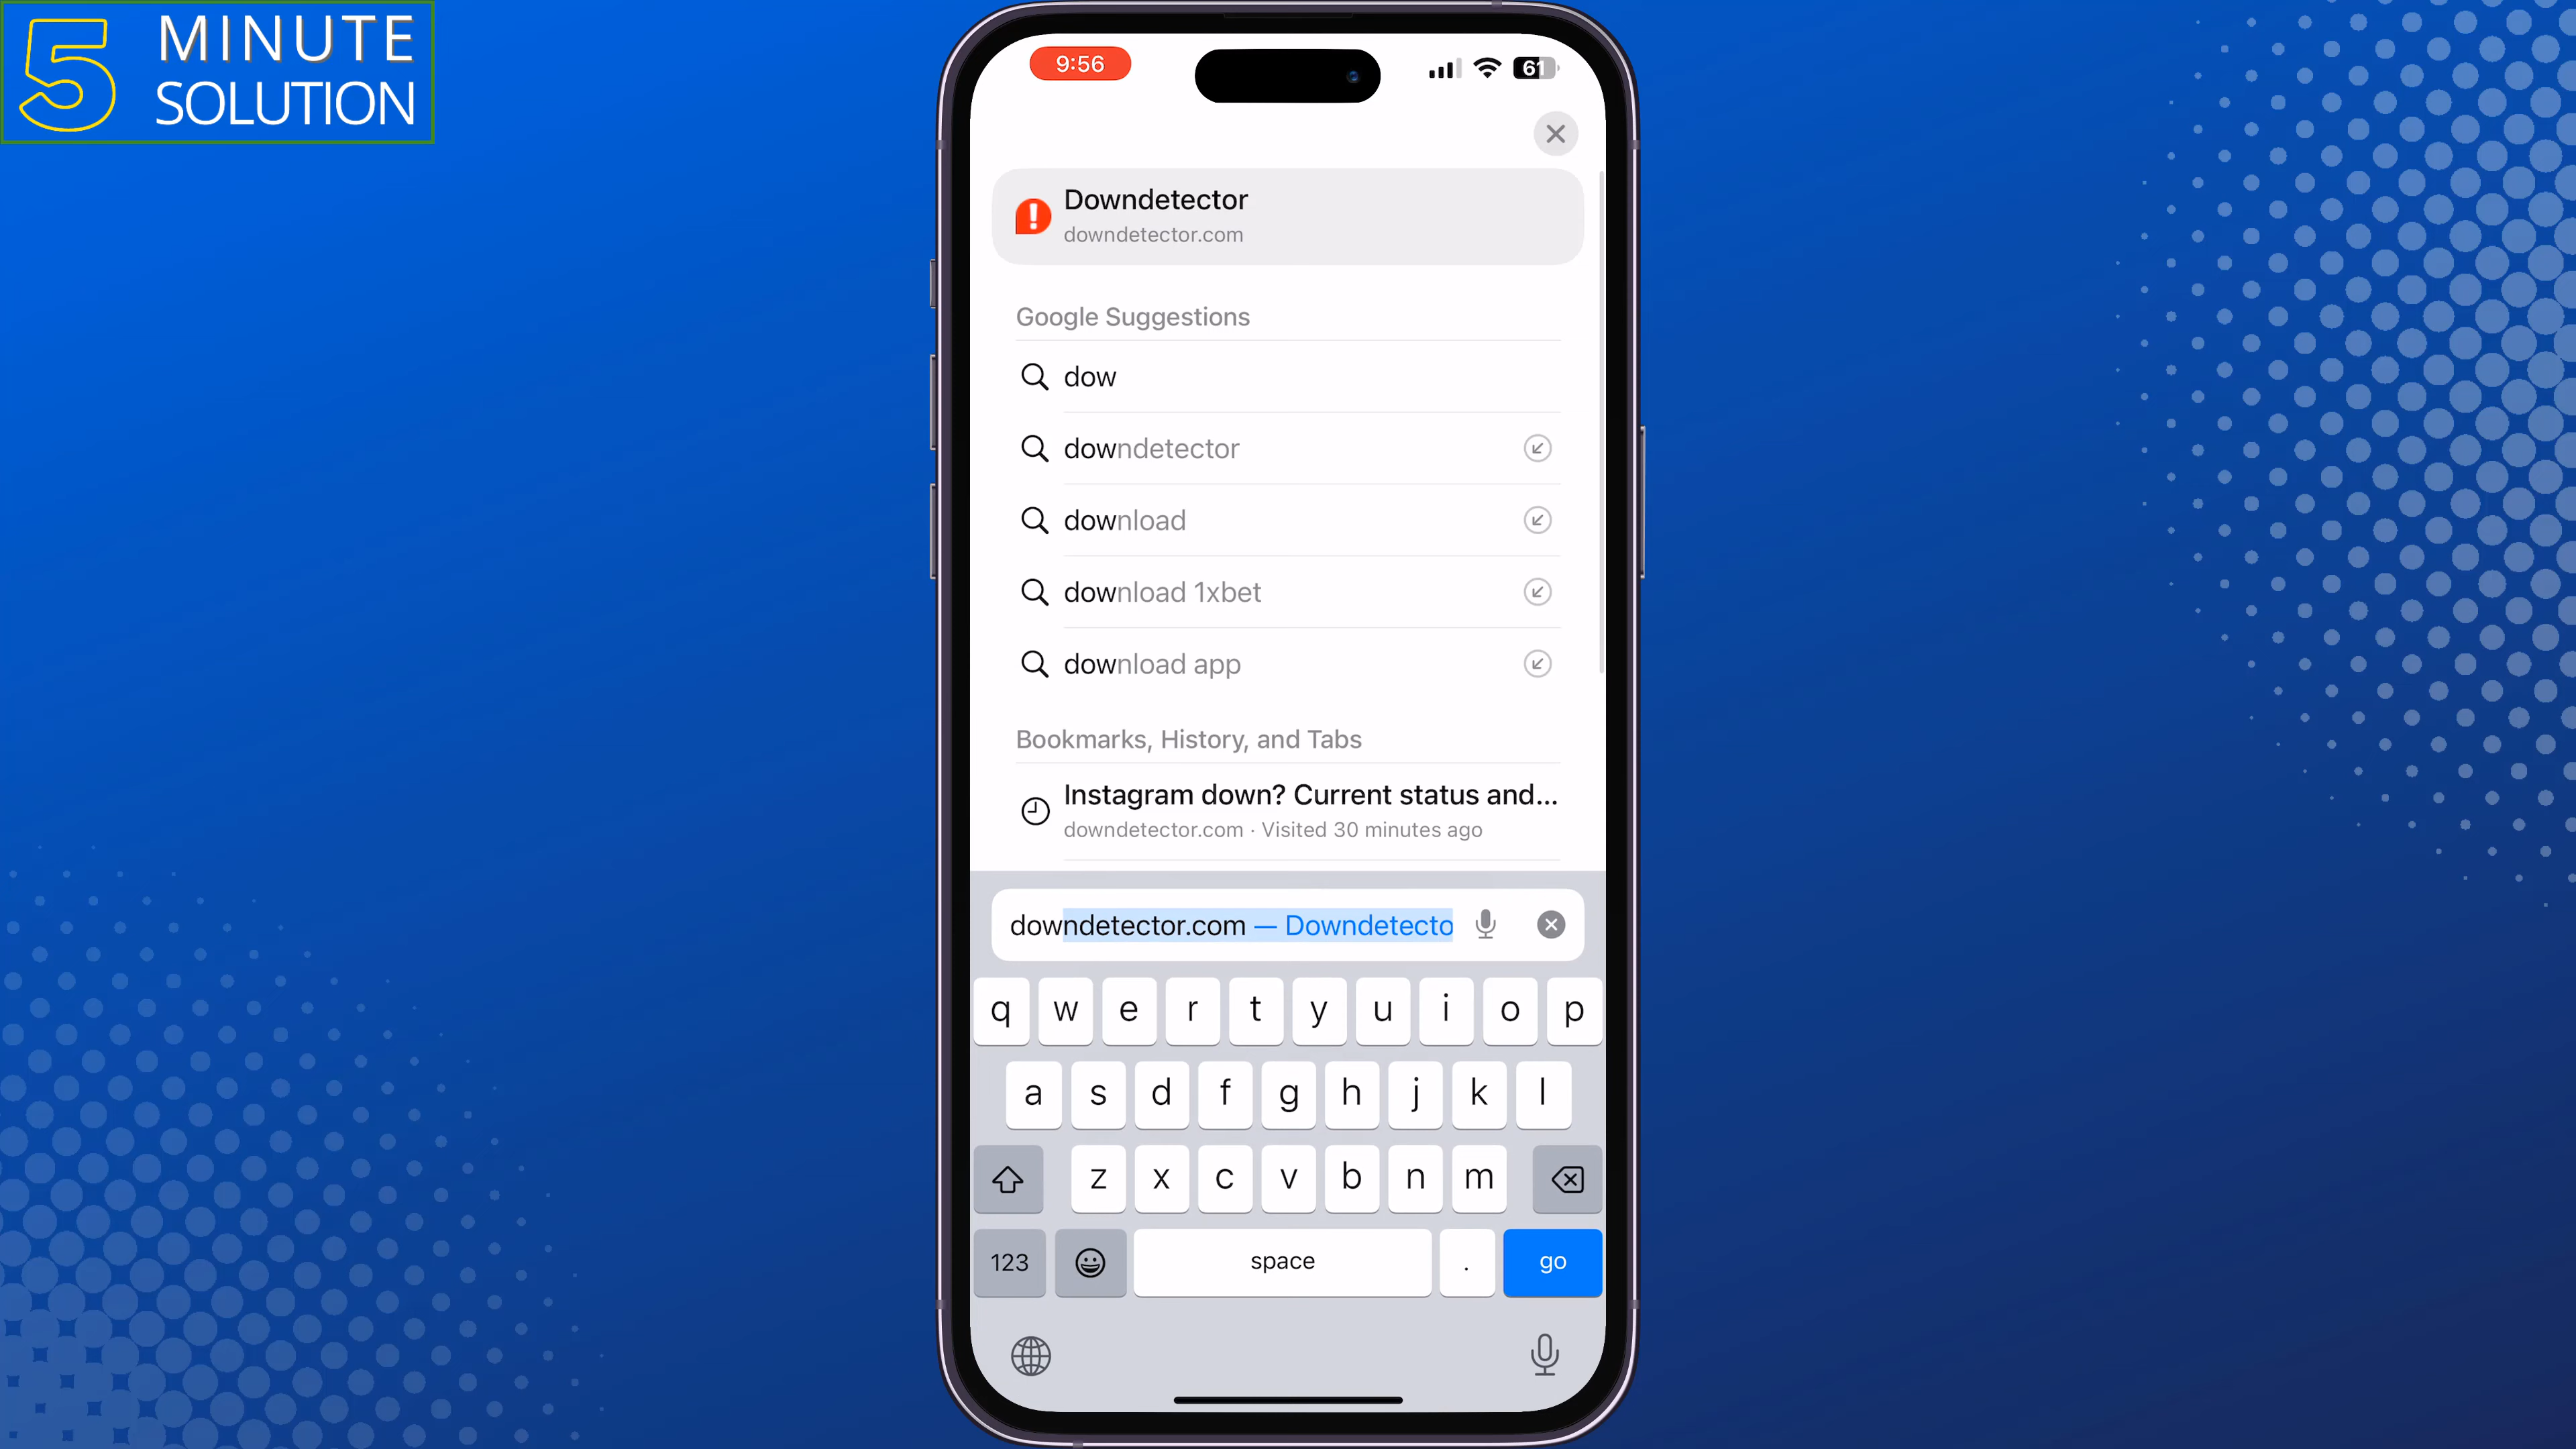 5 MINUTE
SOLUTION
9:56
61
Downdetector
downdetector.com
Google Suggestions
dow
downdetector
download
download 1xbet
download app
Bookmarks, History, and Tabs
Instagram down? Current status and...
downdetector.com · Visited 30 minutes ago
downdetector.com — Downdetecto
q w e r t y u i o p
a s d f g h j k l
z x c v b n m
123 space . go